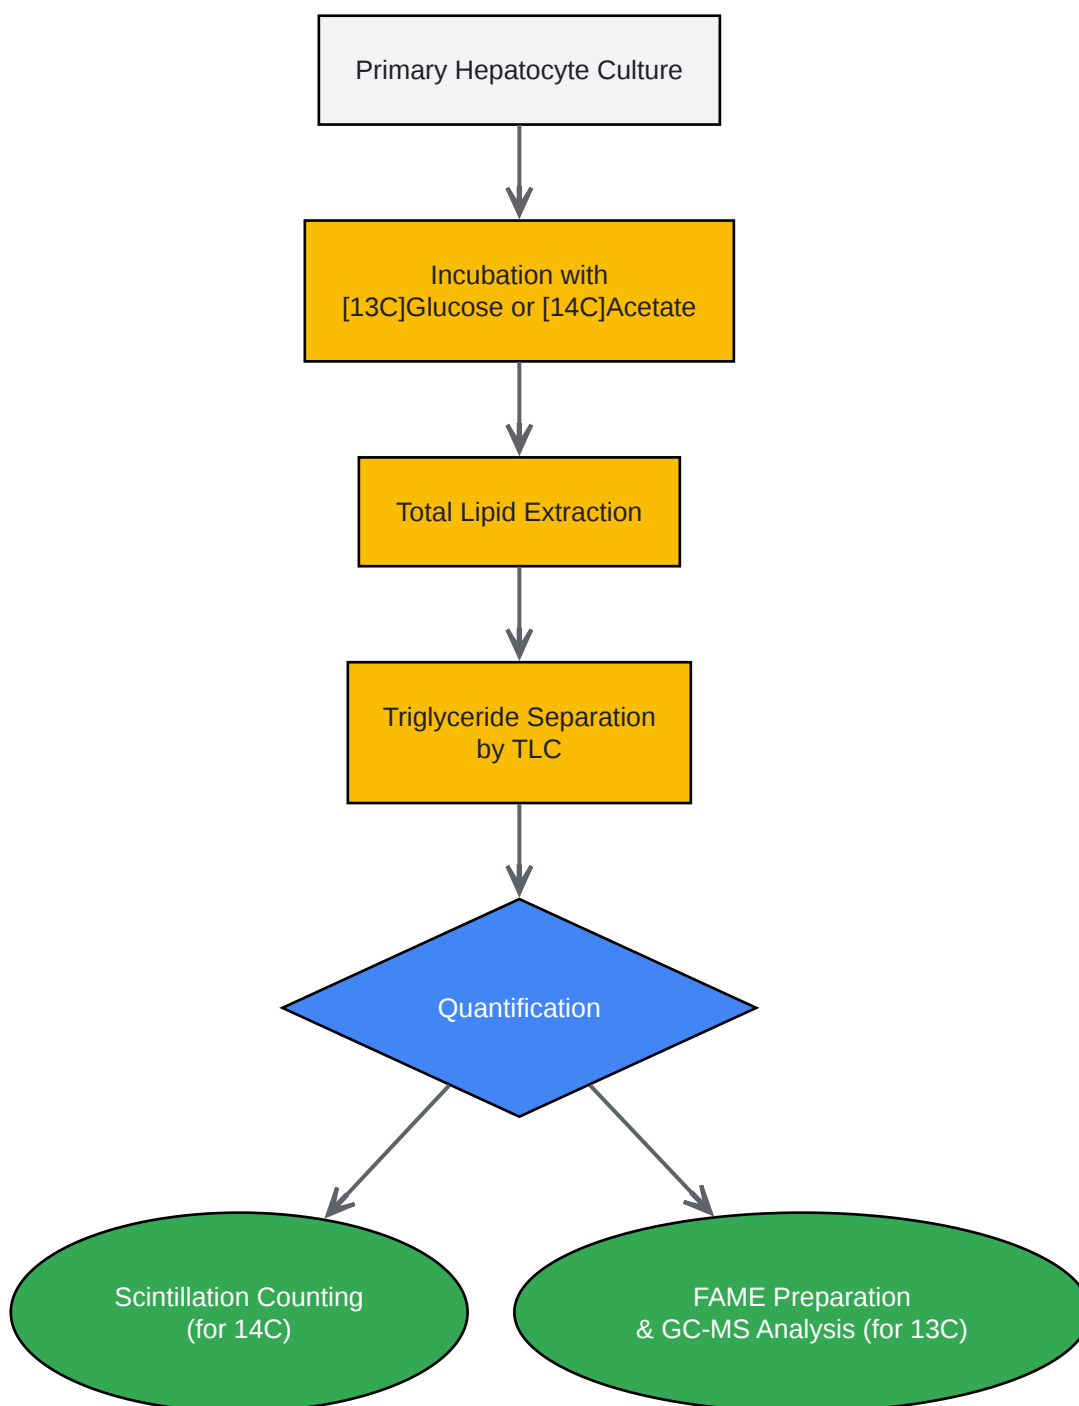 Primary Hepatocyte Culture
Incubation with
[13C]Glucose or [14C]Acetate
Total Lipid Extraction
Triglyceride Separation
by TLC
Quantification
Scintillation Counting
(for 14C)
FAME Preparation
& GC-MS Analysis (for 13C)